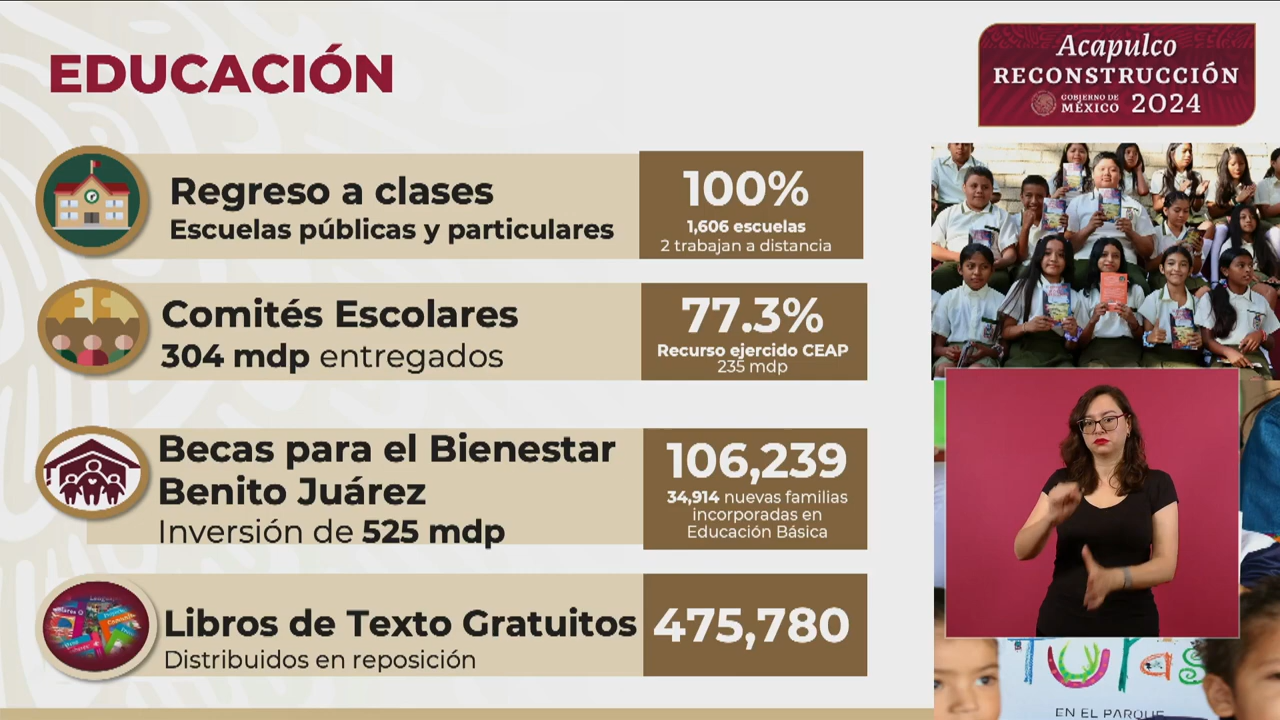 EDUCACIÓN
Acapulco
RECONSTRUCCIÓN
GOBIERNO DE
MÉXICO
2024
Regreso a clases
Escuelas públicas y particulares
100%
1,606 escuelas
2 trabajan a distancia
Comités Escolares
304 mdp entregados
77.3%
Recurso ejercido CEAP
235 mdp
Becas para el Bienestar
Benito Juárez
Inversión de 525 mdp
106,239
34,914 nuevas familias
incorporadas en
Educación Básica
Libros de Texto Gratuitos
Distribuidos en reposición
475,780
EN EL PARQUE